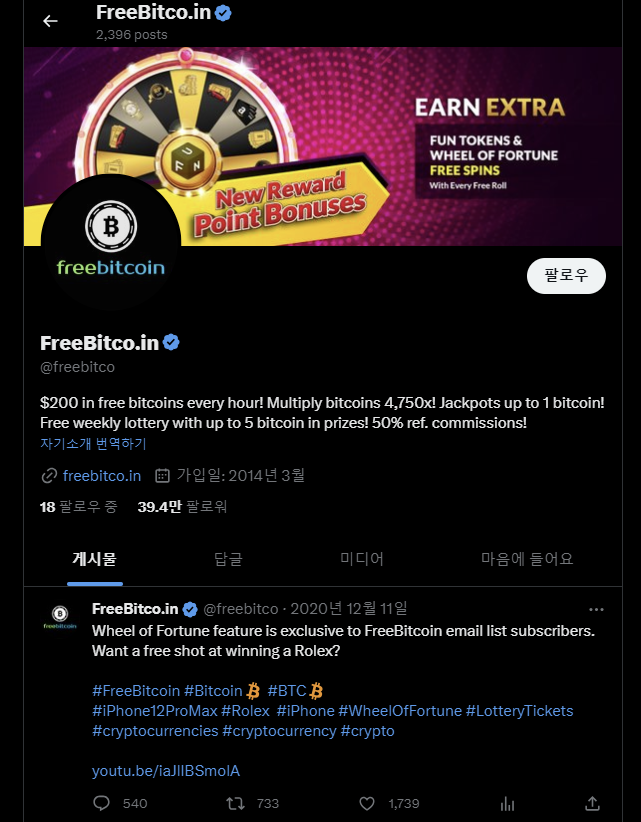 FreeBitco.in
2,396 posts
EARN EXTRA
FUN TOKENS &
WHEEL OF FORTUNE
FREE SPINS
With Every Free Roll
New Reward
Point Bonuses
FUN
freebitcoin
팔로우
FreeBitco.in
@freebitco
$200 in free bitcoins every hour! Multiply bitcoins 4,750x! Jackpots up to 1 bitcoin!
Free weekly lottery with up to 5 bitcoin in prizes! 50% ref. commissions!
자기소개 번역하기
freebitco.in 가입일: 2014년 3월
18 팔로우 중 39.4만 팔로워
게시물 답글 미디어 마음에 들어요
freebitcoin
FreeBitco.in @freebitco · 2020년 12월 11일
Wheel of Fortune feature is exclusive to FreeBitcoin email list subscribers.
Want a free shot at winning a Rolex?
#FreeBitcoin #Bitcoin #BTC
#iPhone12ProMax #Rolex #iPhone #WheelOfFortune #LotteryTickets
#cryptocurrencies #cryptocurrency #crypto
youtu.be/iaJlIBSmolA
540 733 1,739